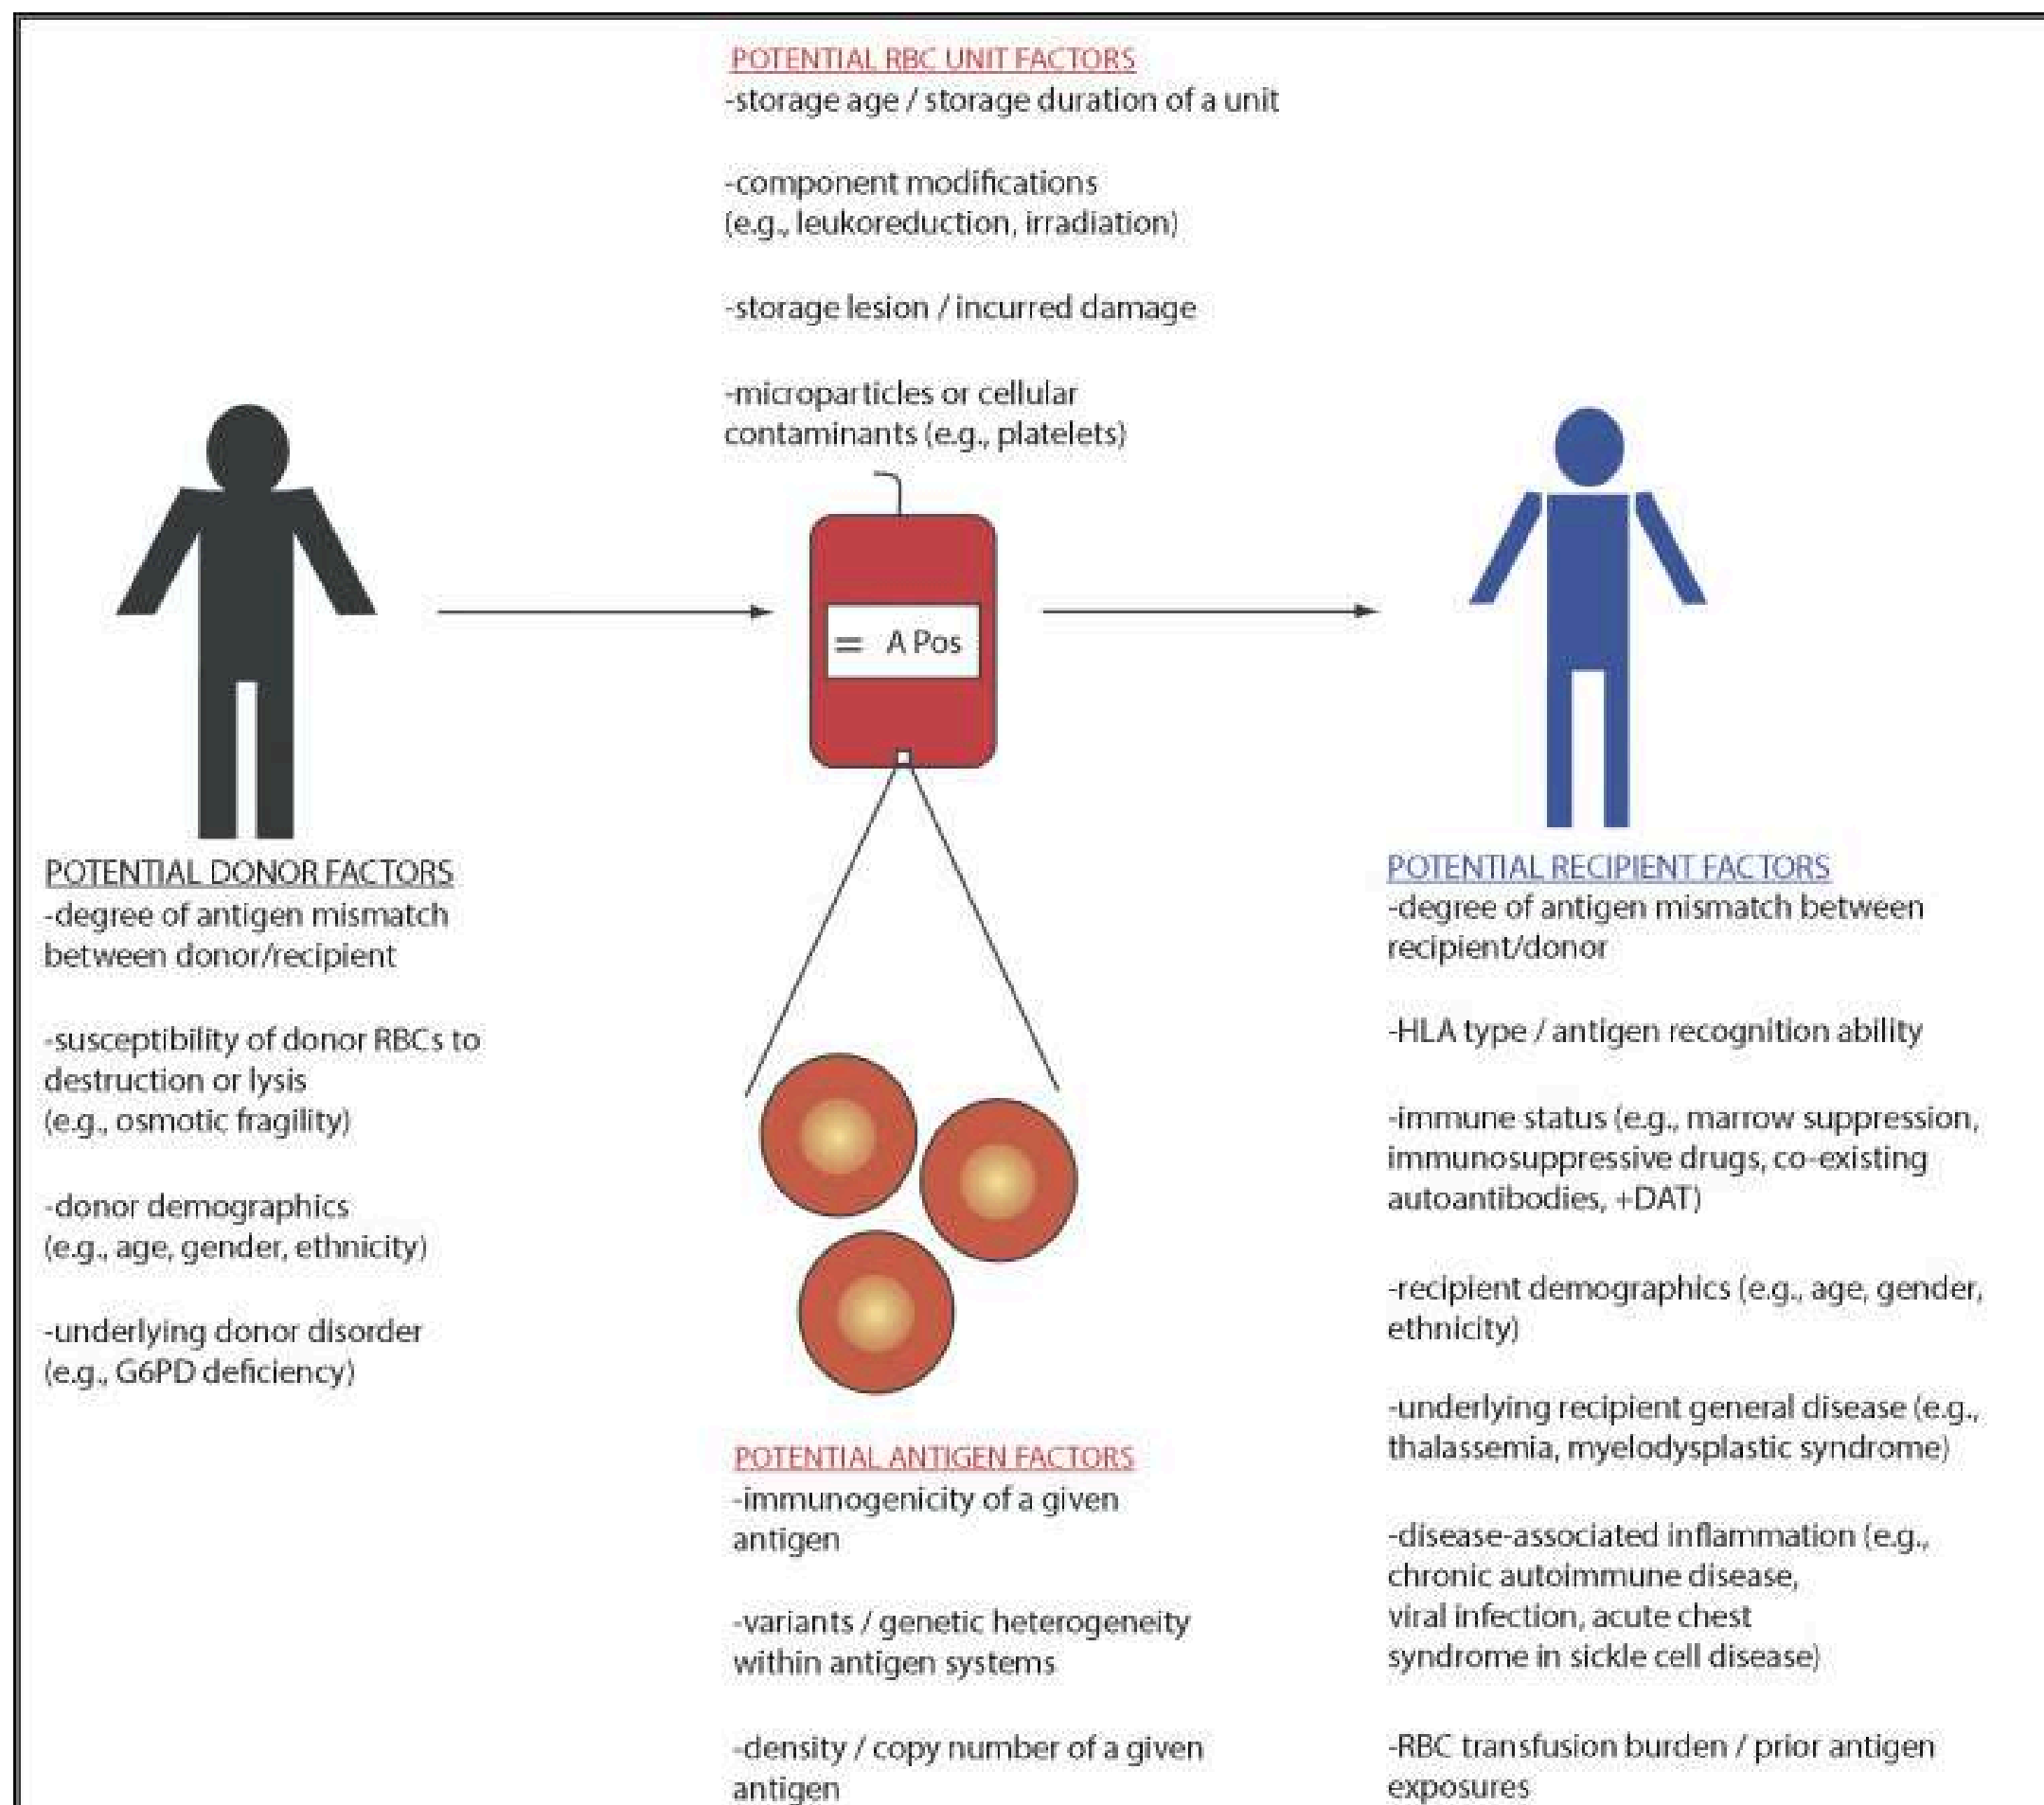 POTENTIAL RBC UNIT FACTORS
-storage age / storage duration of a unit
-component modifications
(e.g., leukoreduction, irradiation)
-storage lesion / incurred damage
-microparticles or cellular
contaminants (e.g., platelets)
= A Pos
POTENTIAL DONOR FACTORS
-degree of antigen mismatch
between donor/recipient
-susceptibility of donor RBCs to
destruction or lysis
(e.g., osmotic fragility)
-donor demographics
(e.g., age, gender, ethnicity)
-underlying donor disorder
(e.g., G6PD deficiency)
POTENTIAL ANTIGEN FACTORS
-immunogenicity of a given
antigen
-variants / genetic heterogeneity
within antigen systems
-density / copy number of a given
antigen
POTENTIAL RECIPIENT FACTORS
-degree of antigen mismatch between
recipient/donor
-HLA type / antigen recognition ability
-immune status (e.g., marrow suppression,
immunosuppressive drugs, co-existing
autoantibodies, +DAT)
-recipient demographics (e.g., age, gender,
ethnicity)
-underlying recipient general disease (e.g.,
thalassemia, myelodysplastic syndrome)
-disease-associated inflammation (e.g.,
chronic autoimmune disease,
viral infection, acute chest
syndrome in sickle cell disease)
-RBC transfusion burden / prior antigen
exposures